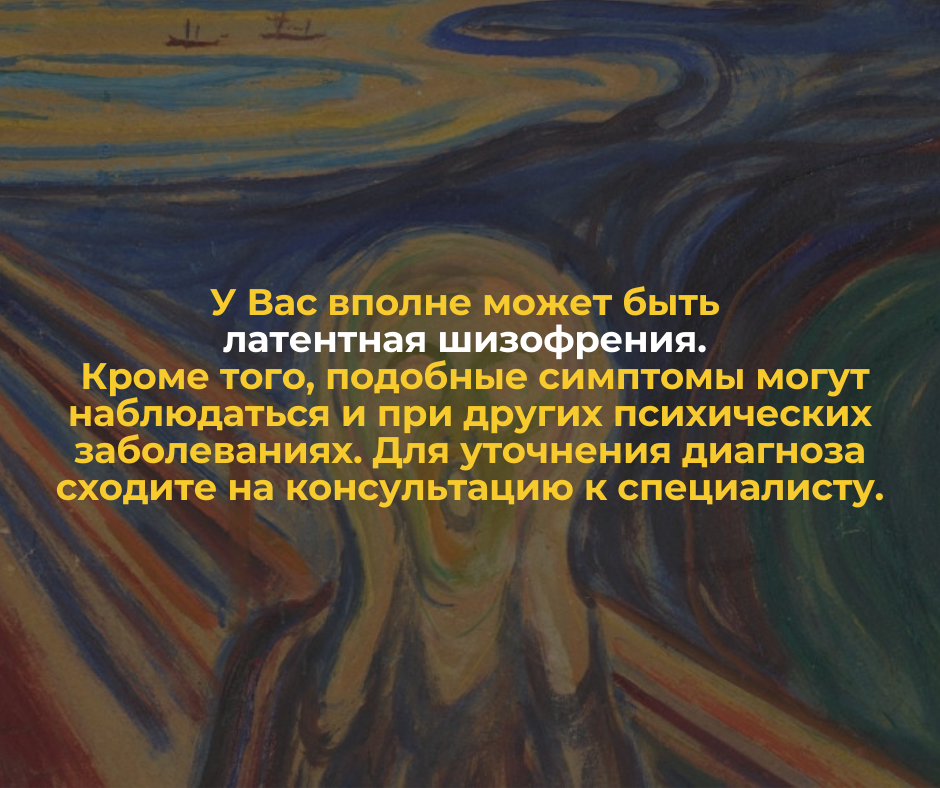 У Вас вполне может быть
латентная шизофрения.
Кроме того, подобные симптомы могут
наблюдаться и при других психических
заболеваниях. Для уточнения диагноза
сходите на консультацию к специалисту.